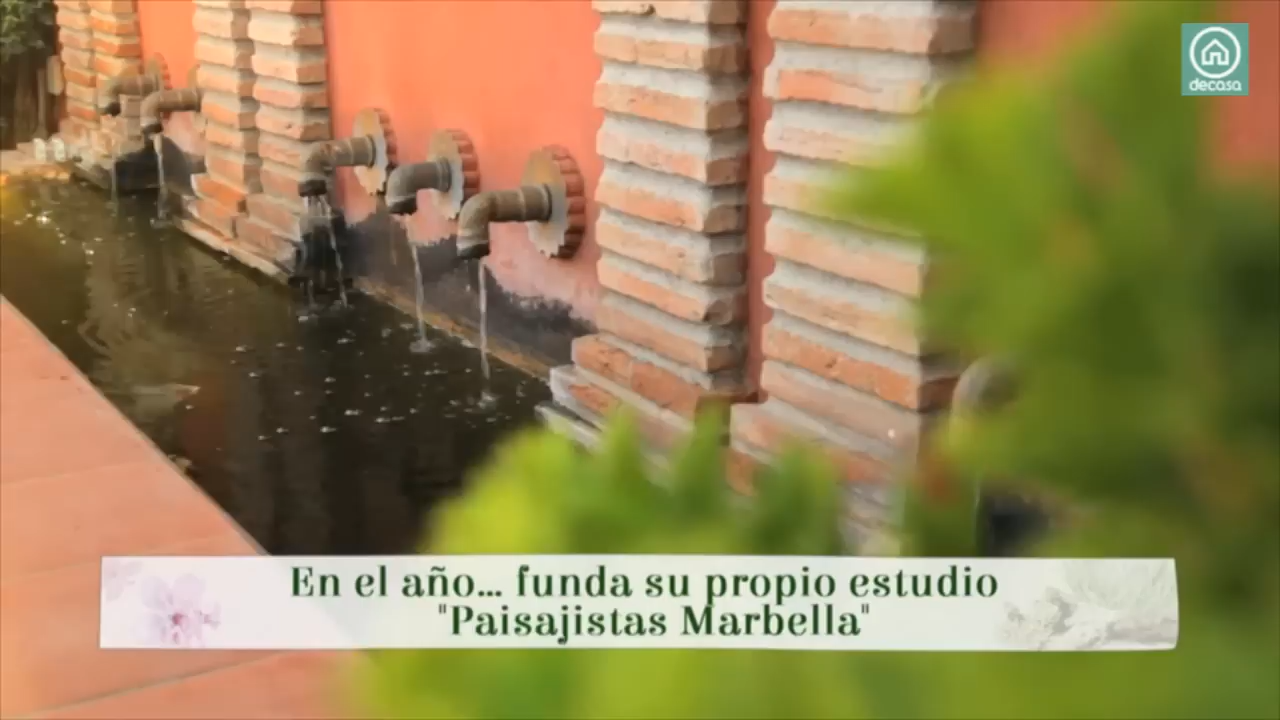 decasa
En el año... funda su propio estudio
"Paisajistas Marbella"